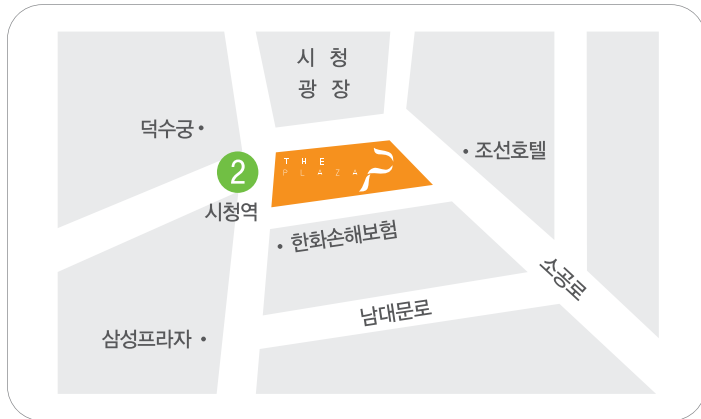 시 청
광 장
덕수궁
조선호텔
THE
PLAZA
2
시청역
한화손해보험
소공로
남대문로
삼성프라자